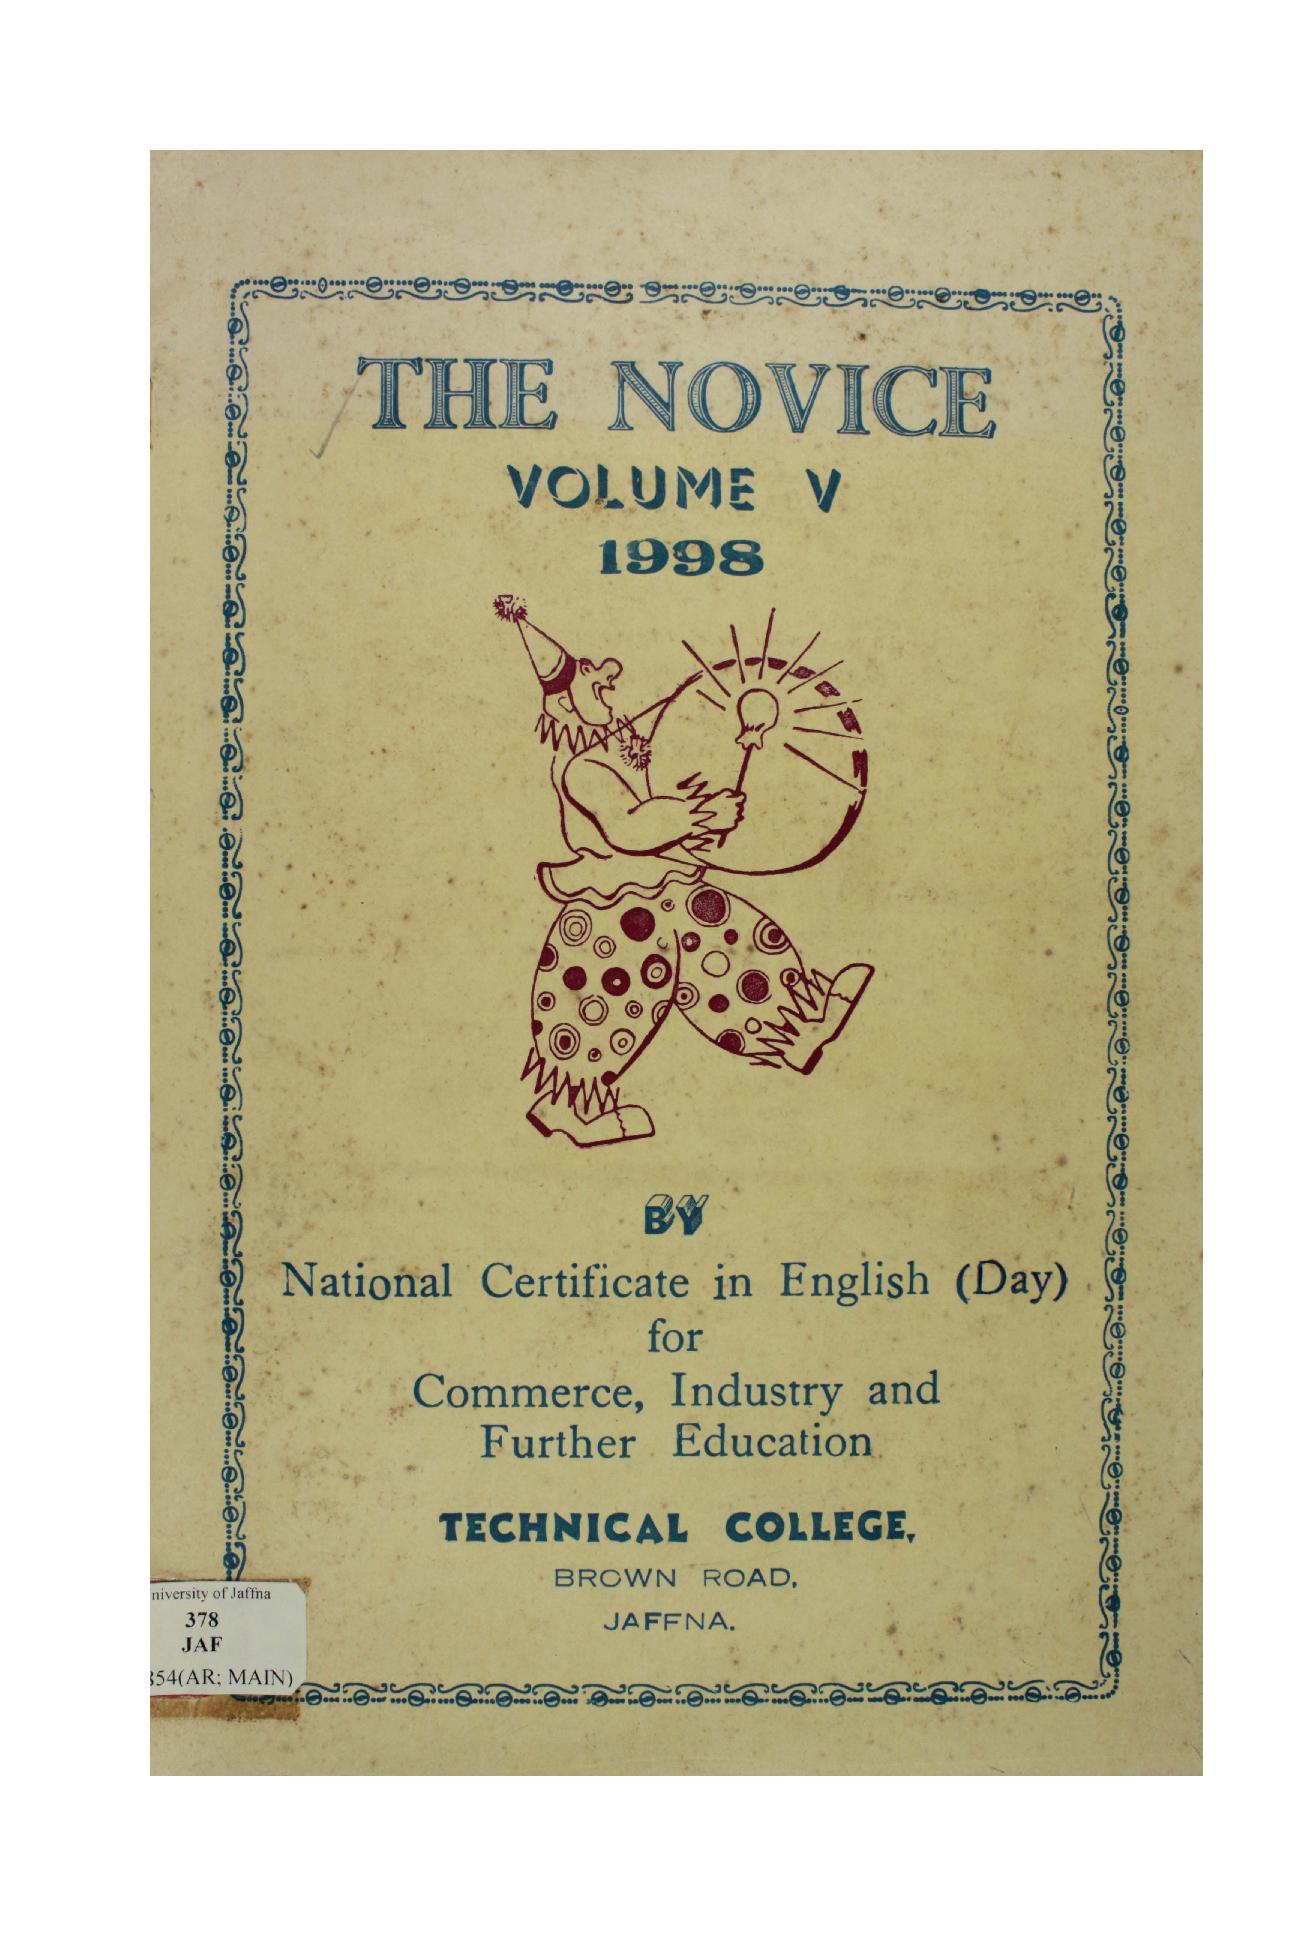 THE NOVICE
VOLUME V
1998
BY
National Certificate in English (Day)
for
Commerce, Industry and
Further Education
TECHNICAL COLLEGE,
BROWN ROAD,
JAFFNA.
niversity of Jaffna
378
JAF
354(AR; MAIN)